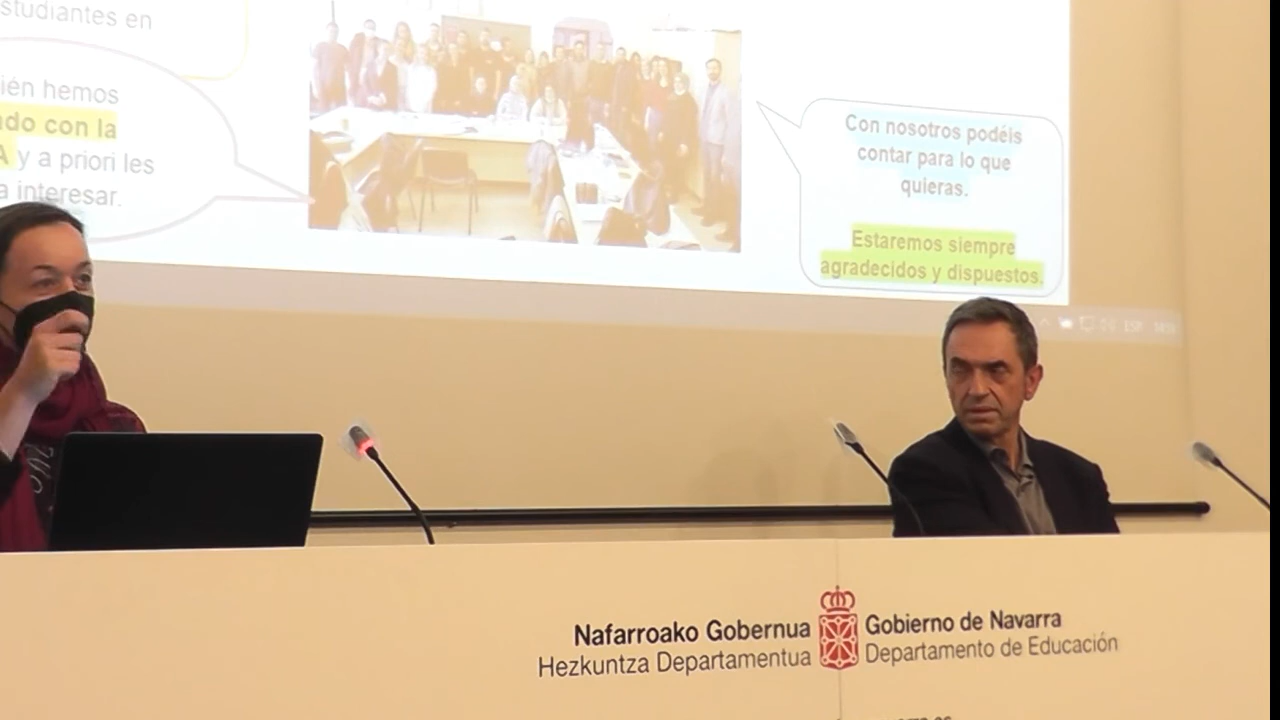 studiantes en
ién hemos
do con la
A y a priori les
a interesar.
Con nosotros podéis
contar para lo que
quieras.
Estaremos siempre
agradecidos y dispuestos.
Nafarroako Gobernua
Hezkuntza Departamentua
Gobierno de Navarra
Departamento de Educación